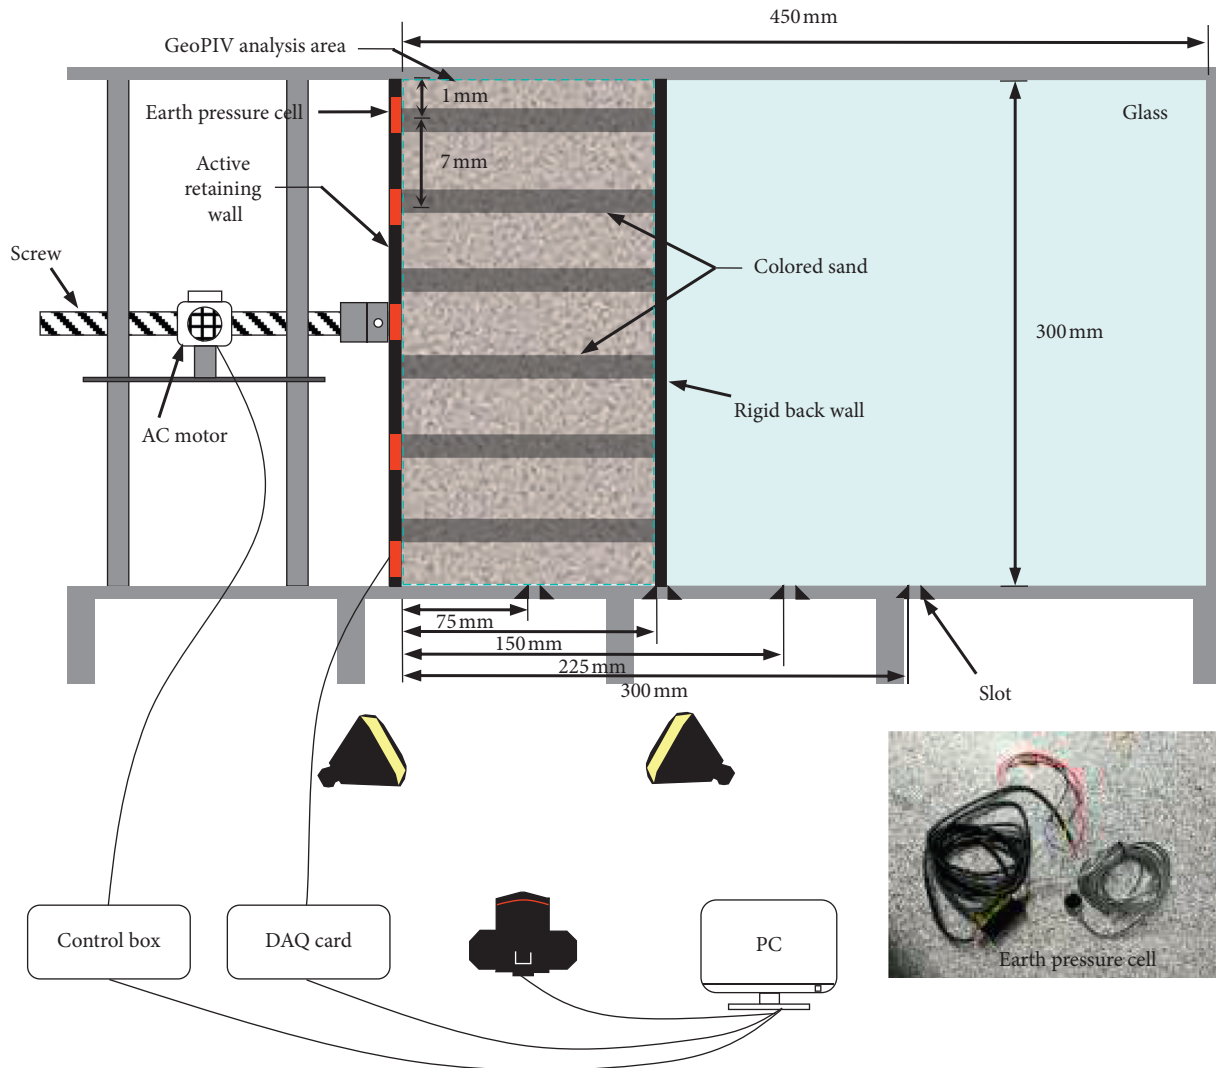 450 mm
GeoPIV analysis area
1 mm
Earth pressure cell
Glass
7 mm
Active
retaining
wall
Screw
Colored sand
300 mm
Rigid back wall
AC motor
75 mm
150 mm
225 mm
300 mm
Slot
Control box
DAQ card
PC
Earth pressure cell